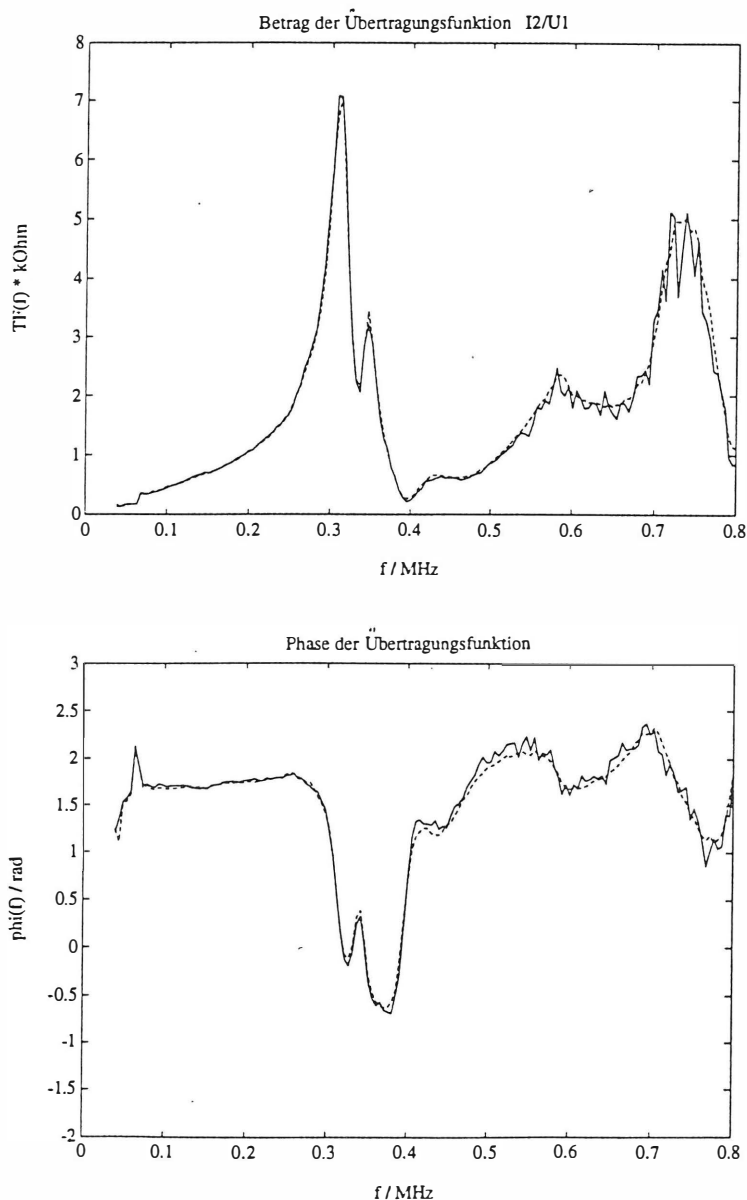 Betrag der Übertragungsfunktion I2/U1
8
7
6
5
4
3
2
1
0
TF(f) * kOhm
0 0.1 0.2 0.3 0.4 0.5 0.6 0.7 0.8
f / MHz
Phase der Übertragungsfunktion
3
2.5
2
1.5
1
0.5
0
-0.5
-1
-1.5
-2
phi(f) / rad
0 0.1 0.2 0.3 0.4 0.5 0.6 0.7 0.8
f / MHz